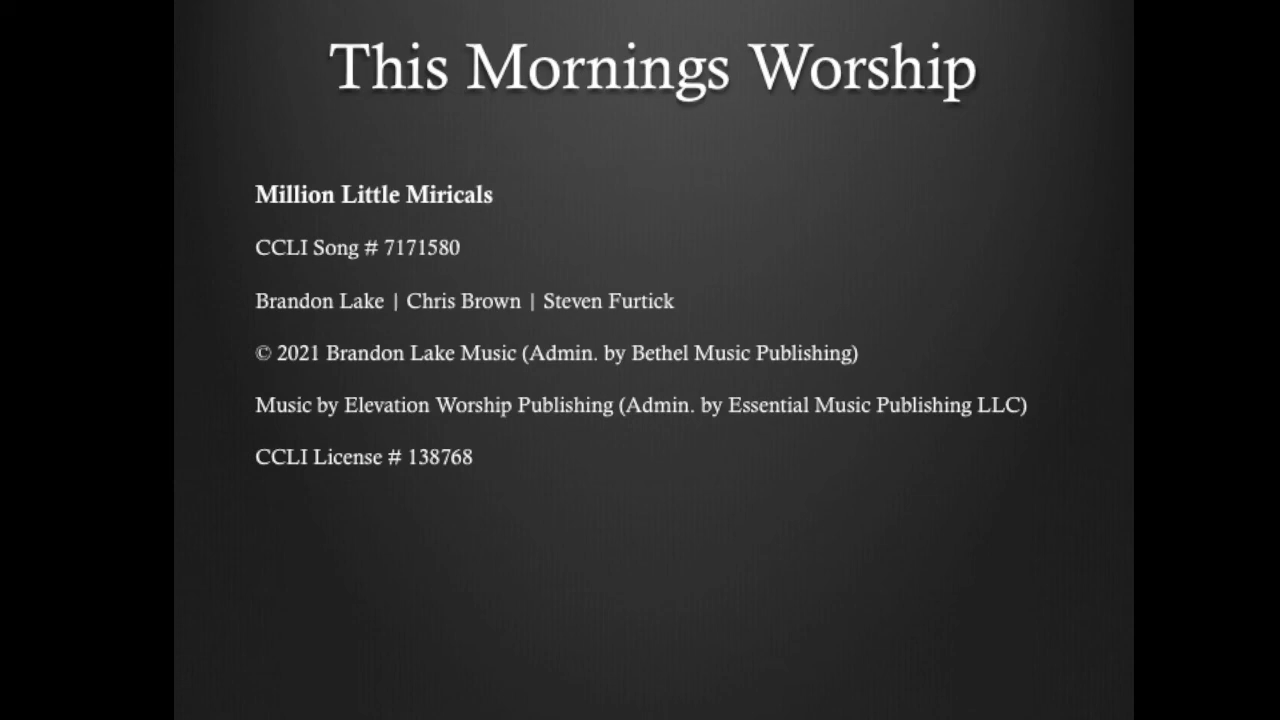 This Mornings Worship
Million Little Miricals
CCLI Song # 7171580
Brandon Lake | Chris Brown | Steven Furtick
© 2021 Brandon Lake Music (Admin. by Bethel Music Publishing)
Music by Elevation Worship Publishing (Admin. by Essential Music Publishing LLC)
CCLI License # 138768